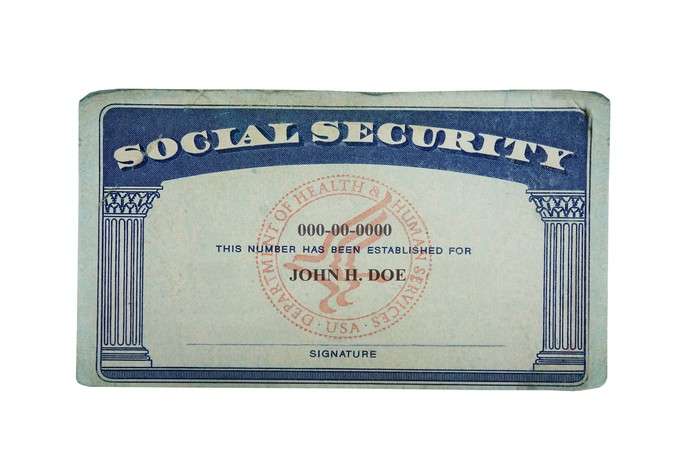 SOCIAL SECURITY
DEPARTMENT OF HEALTH & HUMAN SERVICES · USA ·
000-00-0000
THIS NUMBER HAS BEEN ESTABLISHED FOR
JOHN H. DOE
SIGNATURE